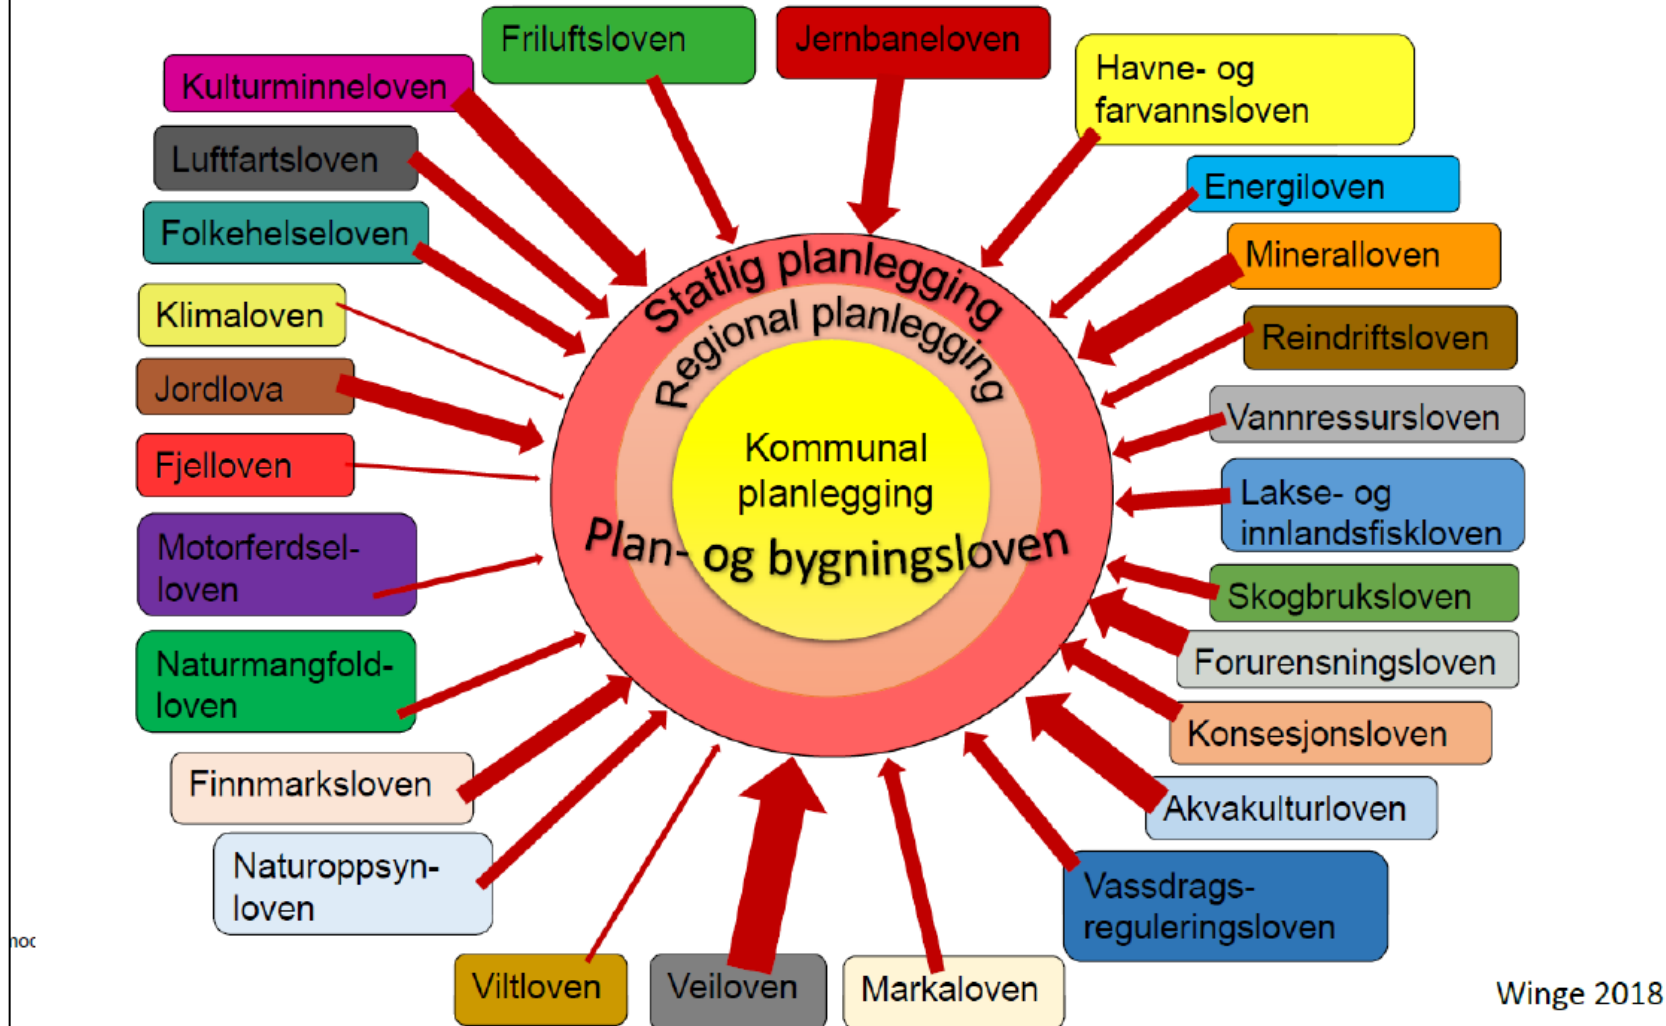 Friluftsloven
Jernbaneloven
Kulturminneloven
Havne- og
farvannsloven
Luftfartsloven
Energiloven
Folkehelseloven
Mineralloven
Klimaloven
Reindriftsloven
Jordlova
Vannressursloven
Fjelloven
Lakse- og
innlandsfiskloven
Motorferdsel-
loven
Skogbruksloven
Naturmangfold-
loven
Forurensningsloven
Konsesjonsloven
Finnmarksloven
Akvakulturloven
Naturoppsyn-
loven
Vassdrags-
reguleringsloven
Viltloven
Veiloven
Markaloven
Statlig planlegging
Regional planlegging
Kommunal
planlegging
Plan- og bygningsloven
Winge 2018